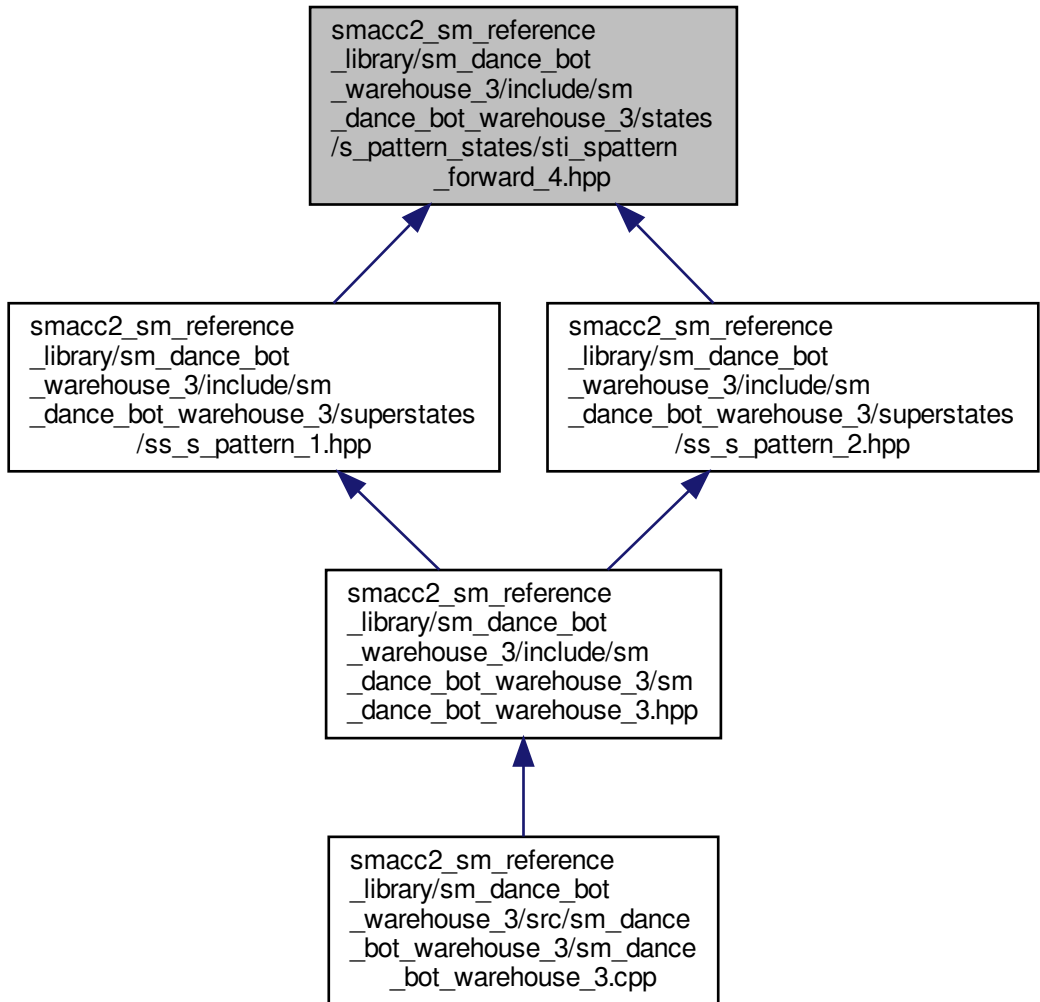 smacc2_sm_reference
_library/sm_dance_bot
_warehouse_3/include/sm
_dance_bot_warehouse_3/states
/s_pattern_states/sti_spattern
_forward_4.hpp
smacc2_sm_reference
_library/sm_dance_bot
_warehouse_3/include/sm
_dance_bot_warehouse_3/superstates
/ss_s_pattern_1.hpp
smacc2_sm_reference
_library/sm_dance_bot
_warehouse_3/include/sm
_dance_bot_warehouse_3/superstates
/ss_s_pattern_2.hpp
smacc2_sm_reference
_library/sm_dance_bot
_warehouse_3/include/sm
_dance_bot_warehouse_3/sm
_dance_bot_warehouse_3.hpp
smacc2_sm_reference
_library/sm_dance_bot
_warehouse_3/src/sm_dance
_bot_warehouse_3/sm_dance
_bot_warehouse_3.cpp